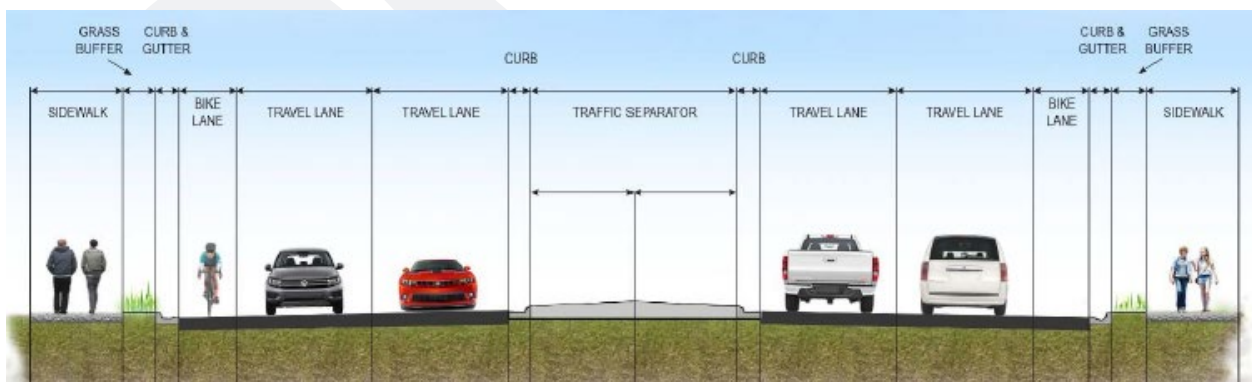 GRASS
BUFFER
CURB &
GUTTER
CURB
CURB
CURB &
GUTTER
GRASS
BUFFER
SIDEWALK
BIKE
LANE
TRAVEL LANE
TRAVEL LANE
TRAFFIC SEPARATOR
TRAVEL LANE
TRAVEL LANE
BIKE
LANE
SIDEWALK